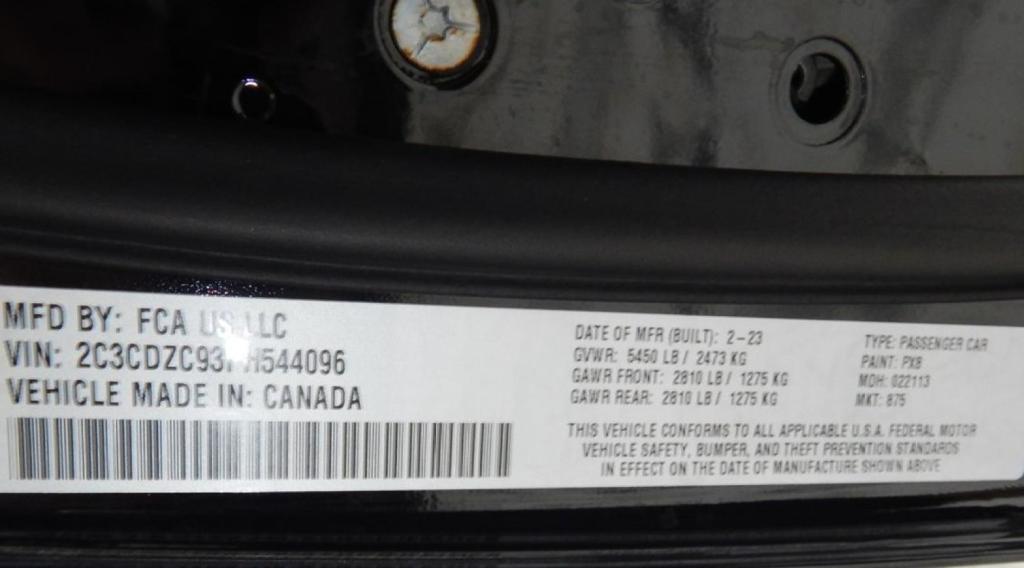 MFD BY: FCA US LLC
VIN: 2C3CDZC93PH544096
VEHICLE MADE IN: CANADA
DATE OF MFR (BUILT): 2-23
GVWR: 5450 LB / 2473 KG
GAWR FRONT: 2810 LB / 1275 KG
GAWR REAR: 2810 LB / 1275 KG
TYPE: PASSENGER CAR
PAINT: PX8
MDH: 022113
MKT: 875
THIS VEHICLE CONFORMS TO ALL APPLICABLE U.S.A. FEDERAL MOTOR
VEHICLE SAFETY, BUMPER, AND THEFT PREVENTION STANDARDS
IN EFFECT ON THE DATE OF MANUFACTURE SHOWN ABOVE